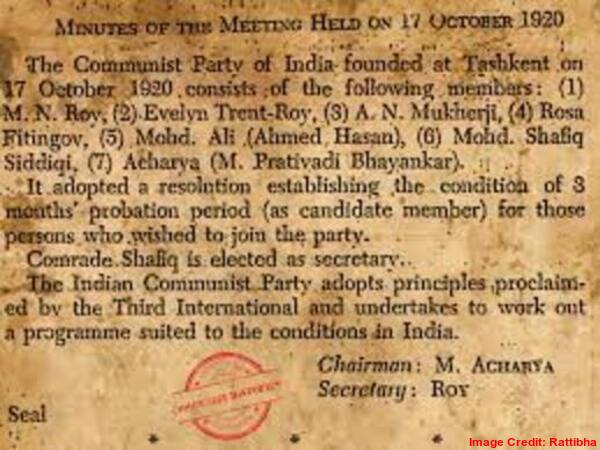 MINUTES OF THE MEETING HELD ON 17 OCTOBER 1920
The Communist Party of India founded at Tashkent on
17 October 1920 consists of the following members: (1)
M. N. Roy, (2) Evelyn Trent-Roy, (3) A. N. Mukherji, (4) Rosa
Fitingov, (5) Mohd. Ali (Ahmed Hasan), (6) Mohd. Shafiq
Siddiqi, (7) Acharya (M. Prativadi Bhayankar).
It adopted a resolution establishing the condition of 3
months' probation period (as candidate member) for those
persons who wished to join the party.
Comrade Shafiq is elected as secretary.
The Indian Communist Party adopts principles proclaim-
ed by the Third International and undertakes to work out
a programme suited to the conditions in India.
Chairman: M. ACHARYA
Secretary: ROY
Seal
* * *
Image Credit: Rattibha